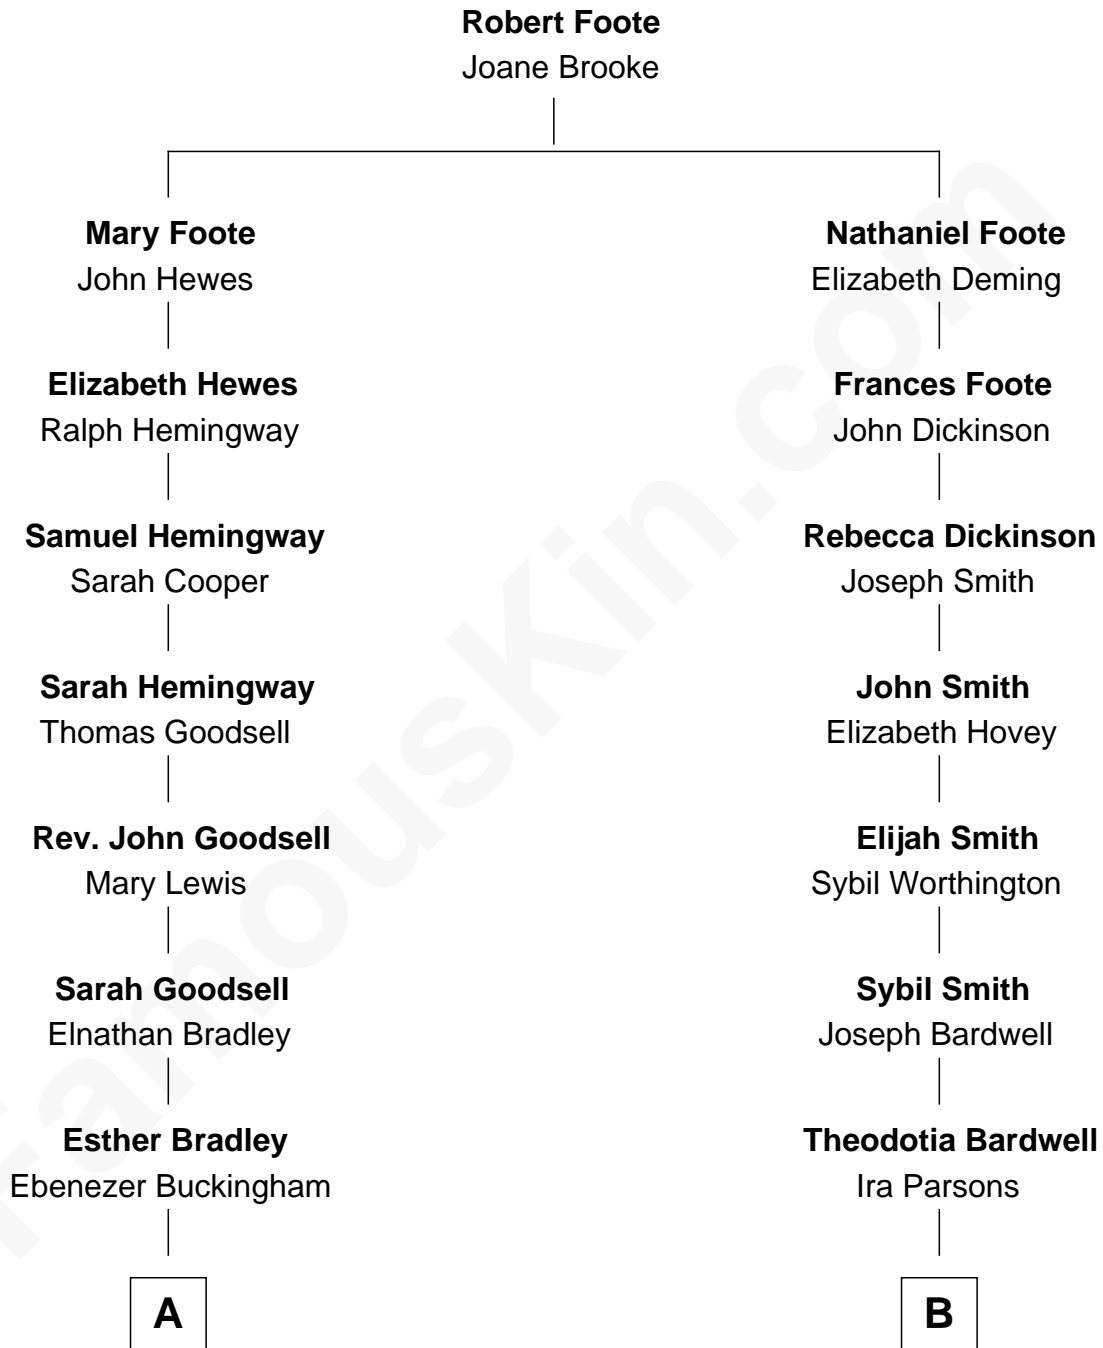 Robert Foote
Joane Brooke
Mary Foote
John Hewes
Nathaniel Foote
Elizabeth Deming
Elizabeth Hewes
Ralph Hemingway
Frances Foote
John Dickinson
Samuel Hemingway
Sarah Cooper
Rebecca Dickinson
Joseph Smith
Sarah Hemingway
Thomas Goodsell
John Smith
Elizabeth Hovey
Rev. John Goodsell
Mary Lewis
Elijah Smith
Sybil Worthington
Sarah Goodsell
Elnathan Bradley
Sybil Smith
Joseph Bardwell
Esther Bradley
Ebenezer Buckingham
Theodotia Bardwell
Ira Parsons
A
B
FamousKin.com